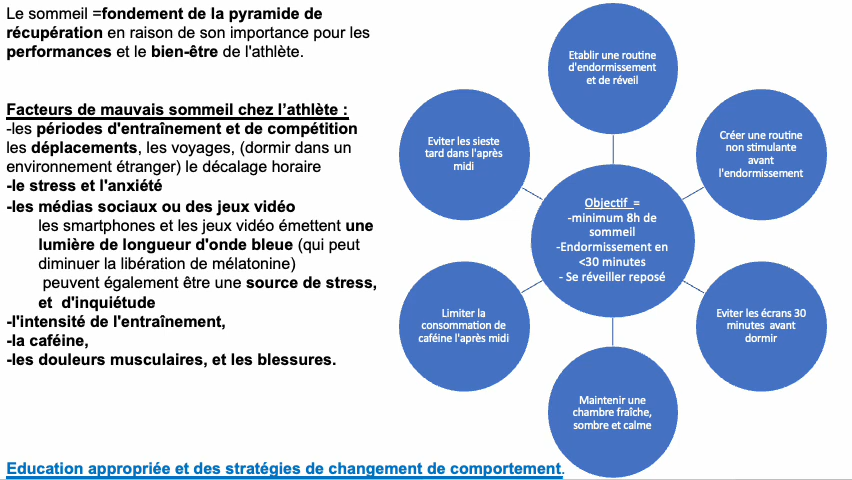 Le sommeil =fondement de la pyramide de
récupération en raison de son importance pour les
performances et le bien-être de l'athlète.
Facteurs de mauvais sommeil chez l'athlète :
-les périodes d'entraînement et de compétition
les déplacements, les voyages, (dormir dans un
environnement étranger) le décalage horaire
-le stress et l'anxiété
-les médias sociaux ou des jeux vidéo
les smartphones et les jeux vidéo émettent une
lumière de longueur d'onde bleue (qui peut
diminuer la libération de mélatonine)
peuvent également être une source de stress,
et d'inquiétude
-l'intensité de l'entraînement,
-la caféine,
-les douleurs musculaires, et les blessures.
Etablir une routine
d'endormissement
et de réveil
Créer une routine
non stimulante
avant
l'endormissement
Eviter les écrans 30
minutes avant
dormir
Maintenir une
chambre fraîche,
sombre et calme
Limiter la
consommation de
caféine l'après midi
Eviter les sieste
tard dans l'après
midi
Objectif =
-minimum 8h de
sommeil
-Endormissement en
<30 minutes
- Se réveiller reposé
Education appropriée et des stratégies de changement de comportement.